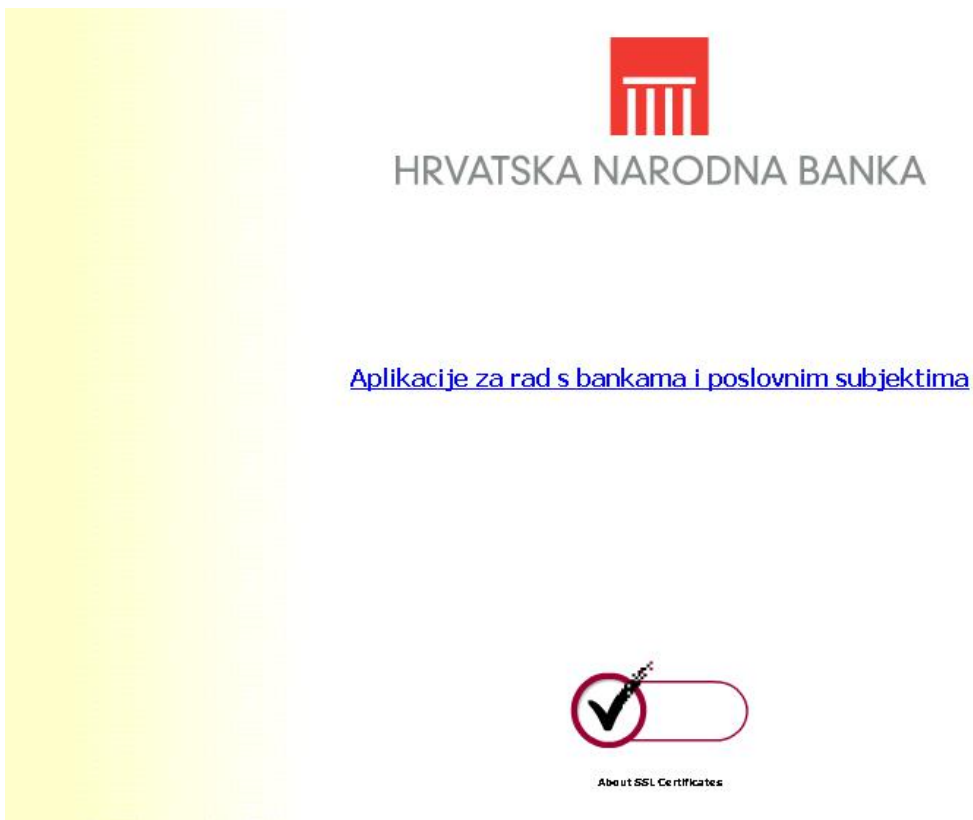 HRVATSKA NARODNA BANKA
Aplikacije za rad s bankama i poslovnim subjektima
About SSL Certificates